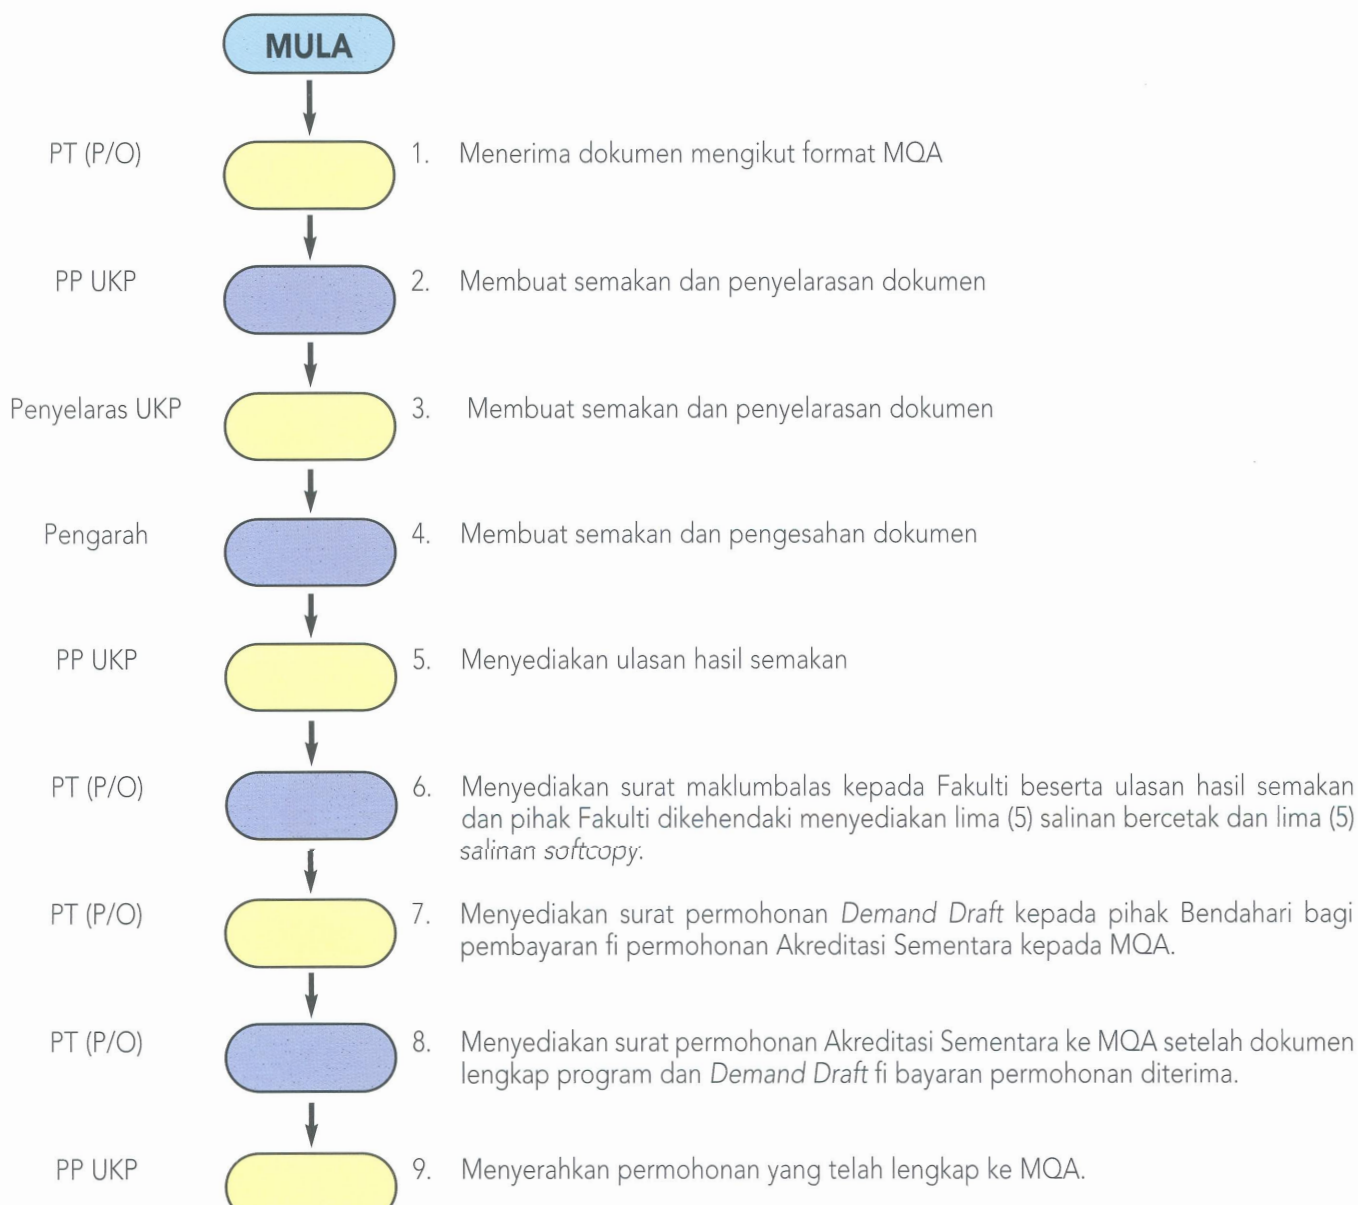 MULA
PT (P/O) 1. Menerima dokumen mengikut format MQA
PP UKP 2. Membuat semakan dan penyelarasan dokumen
Penyelaras UKP 3. Membuat semakan dan penyelarasan dokumen
Pengarah 4. Membuat semakan dan pengesahan dokumen
PP UKP 5. Menyediakan ulasan hasil semakan
PT (P/O) 6. Menyediakan surat maklumbalas kepada Fakulti beserta ulasan hasil semakan
dan pihak Fakulti dikehendaki menyediakan lima (5) salinan bercetak dan lima (5)
salinan softcopy.
PT (P/O) 7. Menyediakan surat permohonan Demand Draft kepada pihak Bendahari bagi
pembayaran fi permohonan Akreditasi Sementara kepada MQA.
PT (P/O) 8. Menyediakan surat permohonan Akreditasi Sementara ke MQA setelah dokumen
lengkap program dan Demand Draft fi bayaran permohonan diterima.
PP UKP 9. Menyerahkan permohonan yang telah lengkap ke MQA.